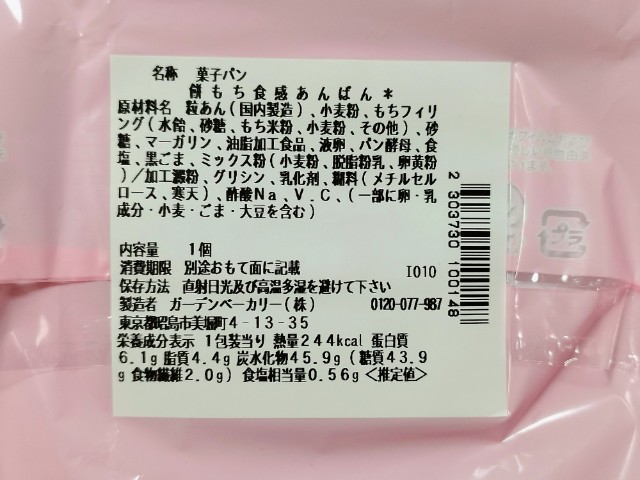 名称 菓子パン
餅もち食感あんぱん＊
原材料名 粒あん(国内製造)、小麦粉、もちフィリ
ング(水飴、砂糖、もち米粉、小麦粉、その他)、砂
糖、マーガリン、油脂加工食品、液卵、パン酵母、食
塩、黒ごま、ミックス粉(小麦粉、脱脂粉乳、卵黄粉
)／加工澱粉、グリシン、乳化剤、糊料(メチルセル
ロース、寒天)、酢酸Na、V.C、(一部に卵・乳
成分・小麦・ごま・大豆を含む)
内容量 1個
消費期限 別途おもて面に記載 I010
保存方法 直射日光及び高温多湿を避けて下さい
製造者 ガーデンベーカリー(株) 0120-077-987
東京都昭島市美堀町4-13-35
栄養成分表示 1包装当り 熱量244kcal 蛋白質
6.1g 脂質4.4g 炭水化物45.9g(糖質43.9
g 食物繊維2.0g) 食塩相当量0.56g <推定値>
2 303730 100148
プラ